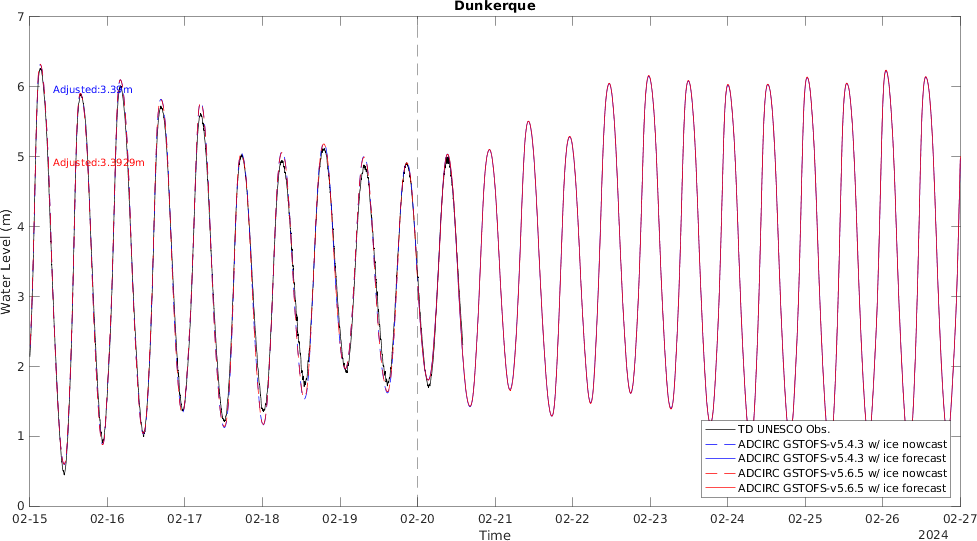 Dunkerque
7
6
5
4
3
2
1
0
Water Level (m)
Adjusted:3.39m
Adjusted:3.3929m
TD UNESCO Obs.
ADCIRC GSTOFS-v5.4.3 w/ ice nowcast
ADCIRC GSTOFS-v5.4.3 w/ ice forecast
ADCIRC GSTOFS-v5.6.5 w/ ice nowcast
ADCIRC GSTOFS-v5.6.5 w/ ice forecast
02-15 02-16 02-17 02-18 02-19 02-20 02-21 02-22 02-23 02-24 02-25 02-26 02-27
Time
2024